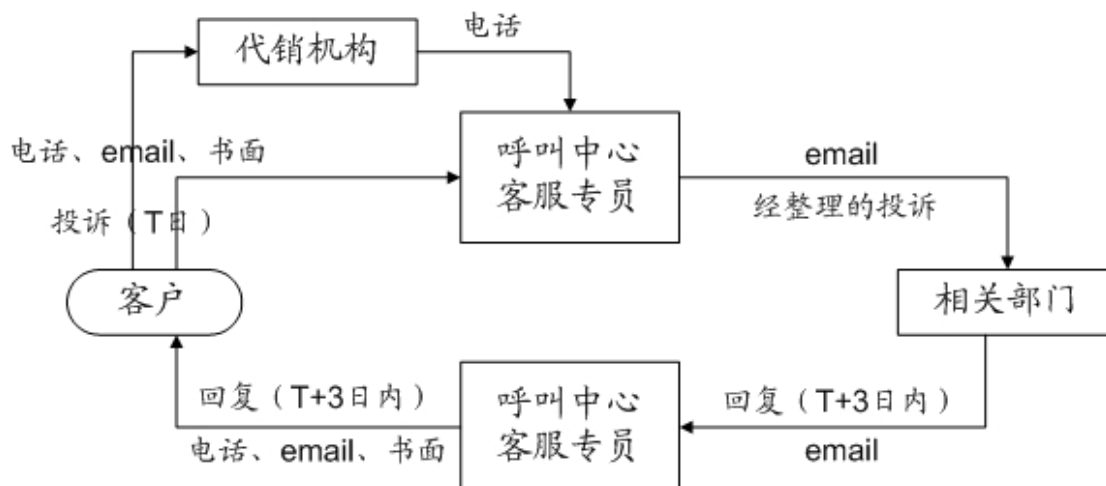 代销机构
电话
电话、email、书面
投诉（T日）
呼叫中心
客服专员
email
经整理的投诉
客户
相关部门
回复（T+3日内）
电话、email、书面
呼叫中心
客服专员
回复（T+3日内）
email